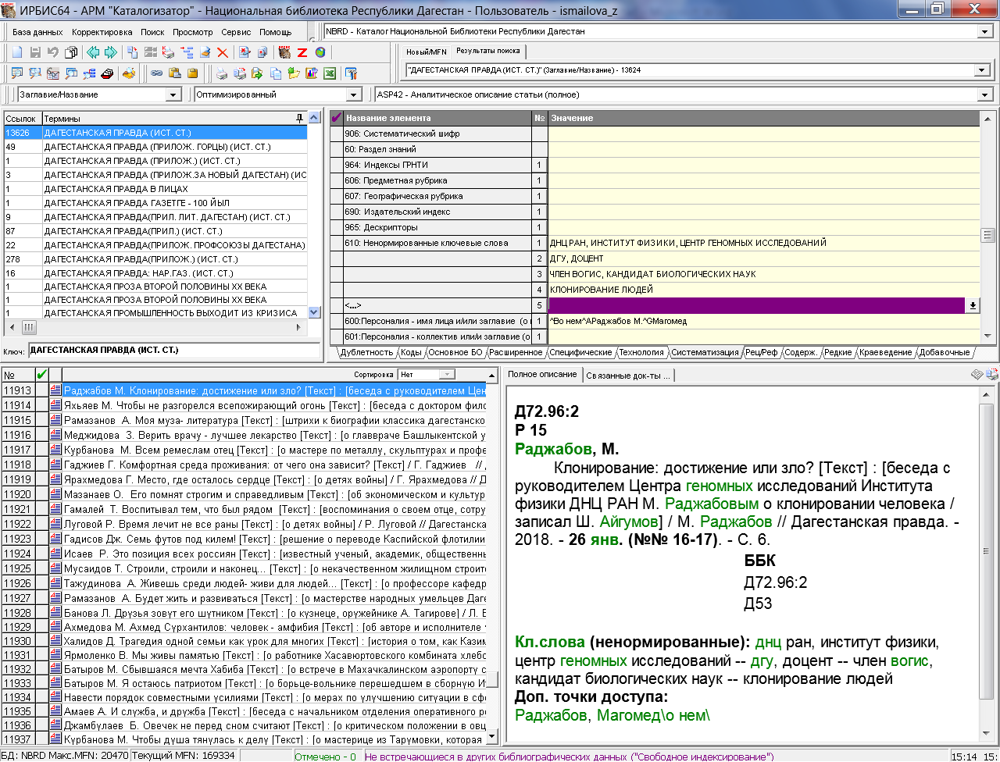 ИРБИС64 - АРМ "Каталогизатор" - Национальная библиотека Республики Дагестан - Пользователь - ismailova_z
База данных Корректировка Поиск Просмотр Сервис Помощь
NBRD - Каталог Национальной Библиотеки Республики Дагестан
Новый/MFN Результаты поиска
"ДАГЕСТАНСКАЯ ПРАВДА (ИСТ. СТ.)" (Заглавие/Название) - 13624
Заглавие/Название
Оптимизированный
ASP42 - Аналитическое описание статьи (полное)
Ссылок Термины
13626 ДАГЕСТАНСКАЯ ПРАВДА (ИСТ. СТ.)
49 ДАГЕСТАНСКАЯ ПРАВДА (ПРИЛОЖ. ГОРЦЫ) (ИСТ. СТ.)
1 ДАГЕСТАНСКАЯ ПРАВДА (ПРИЛОЖ.) (ИСТ. СТ.)
3 ДАГЕСТАНСКАЯ ПРАВДА (ПРИЛОЖ.ЗА НОВЫЙ ДАГЕСТАН) (ИС
1 ДАГЕСТАНСКАЯ ПРАВДА В ЛИЦАХ
1 ДАГЕСТАНСКАЯ ПРАВДА ГАЗЕТГЕ - 100 ЙЫЛ
9 ДАГЕСТАНСКАЯ ПРАВДА(ПРИЛ. ЛИТ. ДАГЕСТАН) (ИСТ. СТ.)
87 ДАГЕСТАНСКАЯ ПРАВДА(ПРИЛ.) (ИСТ. СТ.)
22 ДАГЕСТАНСКАЯ ПРАВДА(ПРИЛОЖ. ПРОФСОЮЗЫ ДАГЕСТАНА)
278 ДАГЕСТАНСКАЯ ПРАВДА(ПРИЛОЖ.) (ИСТ. СТ.)
16 ДАГЕСТАНСКАЯ ПРАВДА: НАР.ГАЗ. (ИСТ. СТ.)
1 ДАГЕСТАНСКАЯ ПРОЗА ВТОРОЙ ПОЛОВИНЫ XX ВЕКА
1 ДАГЕСТАНСКАЯ ПРОЗА ВТОРОЙ ПОЛОВИНЫ ХХ ВЕКА
1 ДАГЕСТАНСКАЯ ПРОМЫШЛЕННОСТЬ ВЫХОДИТ ИЗ КРИЗИСА
Ключ: ДАГЕСТАНСКАЯ ПРАВДА (ИСТ. СТ.)
Название элемента № Значение
906: Систематический шифр
60: Раздел знаний
964: Индексы ГРНТИ 1
606: Предметная рубрика 1
607: Географическая рубрика 1
690: Издательский индекс 1
965: Дескрипторы 1
610: Ненормированные ключевые слова 1 ДНЦ РАН, ИНСТИТУТ ФИЗИКИ, ЦЕНТР ГЕНОМНЫХ ИССЛЕДОВАНИЙ
2 ДГУ, ДОЦЕНТ
3 ЧЛЕН ВОГИС, КАНДИДАТ БИОЛОГИЧЕСКИХ НАУК
4 КЛОНИРОВАНИЕ ЛЮДЕЙ
<...> 5
600:Персоналия - имя лица и/или заглавие (о 1 ^Bо нем^AРаджабов М.^GМагомед
601:Персоналия - коллектив или/и заглавие (о 1
Дублетность Коды Основное БО Расширенное Специфические Технология Систематизация Рец/Реф Содерж. Редкие Краеведение Добавочные
№ Сортировка Нет
11913 Раджабов М. Клонирование: достижение или зло? [Текст] : [беседа с руководителем Цен
11914 Яхьяев М. Чтобы не разгорелся всепожирающий огонь [Текст] : [беседа с доктором фило
11915 Рамазанов А. Моя муза- литература [Текст] : [штрихи к биографии классика дагестанско
11916 Меджидова З. Верить врачу - лучшее лекарство [Текст] : [о главвраче Башлыкентской у
11917 Курбанова М. Всем ремеслам отец [Текст] : [о мастере по металлу, скульптурах и профе
11918 Гаджиев Г. Комфортная среда проживания: от чего она зависит? [Текст] / Г. Гаджиев //
11919 Ярахмедова Г. Место, где осталось сердце [Текст] : [о детях войны] / Г. Ярахмедова // Д
11920 Мазанаев О. Его помнят строгим и справедливым [Текст] : [об экономическом и культур
11921 Гамалей Т. Воспитывал тем, что был рядом [Текст] : [воспоминания о своем отце, сотру
11922 Луговой Р. Время лечит не все раны [Текст] : [о детях войны] / Р. Луговой // Дагестанска
11923 Гадисов Дж. Семь футов под килем! [Текст] : [решение о переводе Каспийской флотилии
11924 Исаев Р. Это позиция всех россиян [Текст] : [известный ученый, академик, общественн
11925 Мусаидов Т. Строили, строили и наконец... [Текст] : [о некачественном жилищном строите
11926 Тажудинова А. Живешь среди людей- живи для людей... [Текст] : [о профессоре кафедр
11927 Рамазанов А. Будет жить и развиваться [Текст] : [о мастерстве народных умельцев Даге
11928 Банова Л. Друзья зовут его шутником [Текст] : [о кузнеце, оружейнике А. Тагирове] / Л. Б
11929 Ахмедова М. Ахмед Сурхантилов: человек - амфибия [Текст] : [об авторе и исполнителе
11930 Халидов Д. Трагедия одной семьи как урок для многих [Текст] : [история о том, как Казим
11931 Ярмоленко В. Мы живы памятью [Текст] : [о работнике Хасавюртовского комбината хлебо
11932 Батыров М. Сбывшаяся мечта Хабиба [Текст] : [о встрече в Махачкалинском аэропорту с
11933 Батыров М. Я остаюсь патриотом [Текст] : [о борьце-вольнике перешедшем в сборную И
11934 Навести порядок совместными усилиями [Текст] : [о мерах по улучшению ситуации в сф
11935 Амаев А. И служба, и дружба [Текст] : [беседа с начальником отделения оперативного р
11936 Джамбулаев Б. Овечек не перед сном считают [Текст] : [о критическом положении в овц
11937 Курбанова М. Чтобы душа тянулась к делу [Текст] : [о мастерице из Тарумовки, которая
Полное описание Связанные док-ты ...
Д72.96:2
Р 15
Раджабов, М.
Клонирование: достижение или зло? [Текст] : [беседа с
руководителем Центра геномных исследований Института
физики ДНЦ РАН М. Раджабовым о клонировании человека /
записал Ш. Айгумов] / М. Раджабов // Дагестанская правда. -
2018. - 26 янв. (№№ 16-17). - С. 6.
ББК
Д72.96:2
Д53
Кл.слова (ненормированные): днц ран, институт физики,
центр геномных исследований -- дгу, доцент -- член вогис,
кандидат биологических наук -- клонирование людей
Доп. точки доступа:
Раджабов, Магомед\о нем\
БД: NBRD Макс.MFN: 20470 Текущий MFN: 169334 Отмечено - 0 Не встречающиеся в других библиографических данных ("Свободное индексирование") 15:14 15: